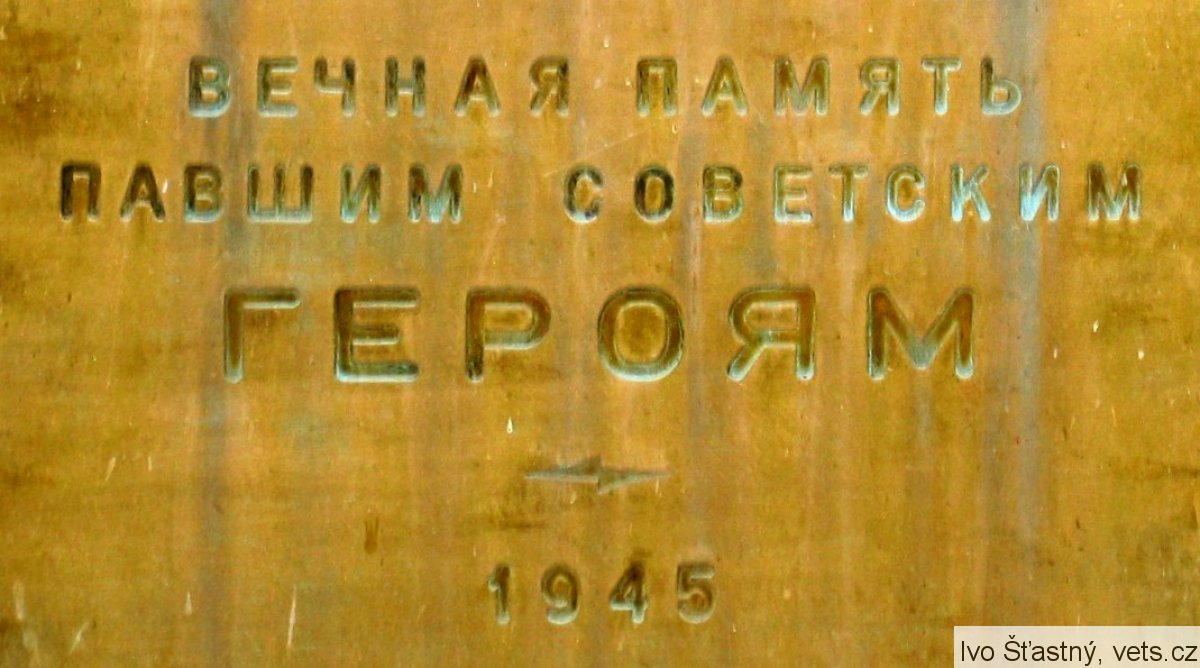 ВЕЧНАЯ ПАМЯТЬ
ПАВШИМ СОВЕТСКИМ
ГЕРОЯМ
1945
Ivo Šťastný, vets.cz